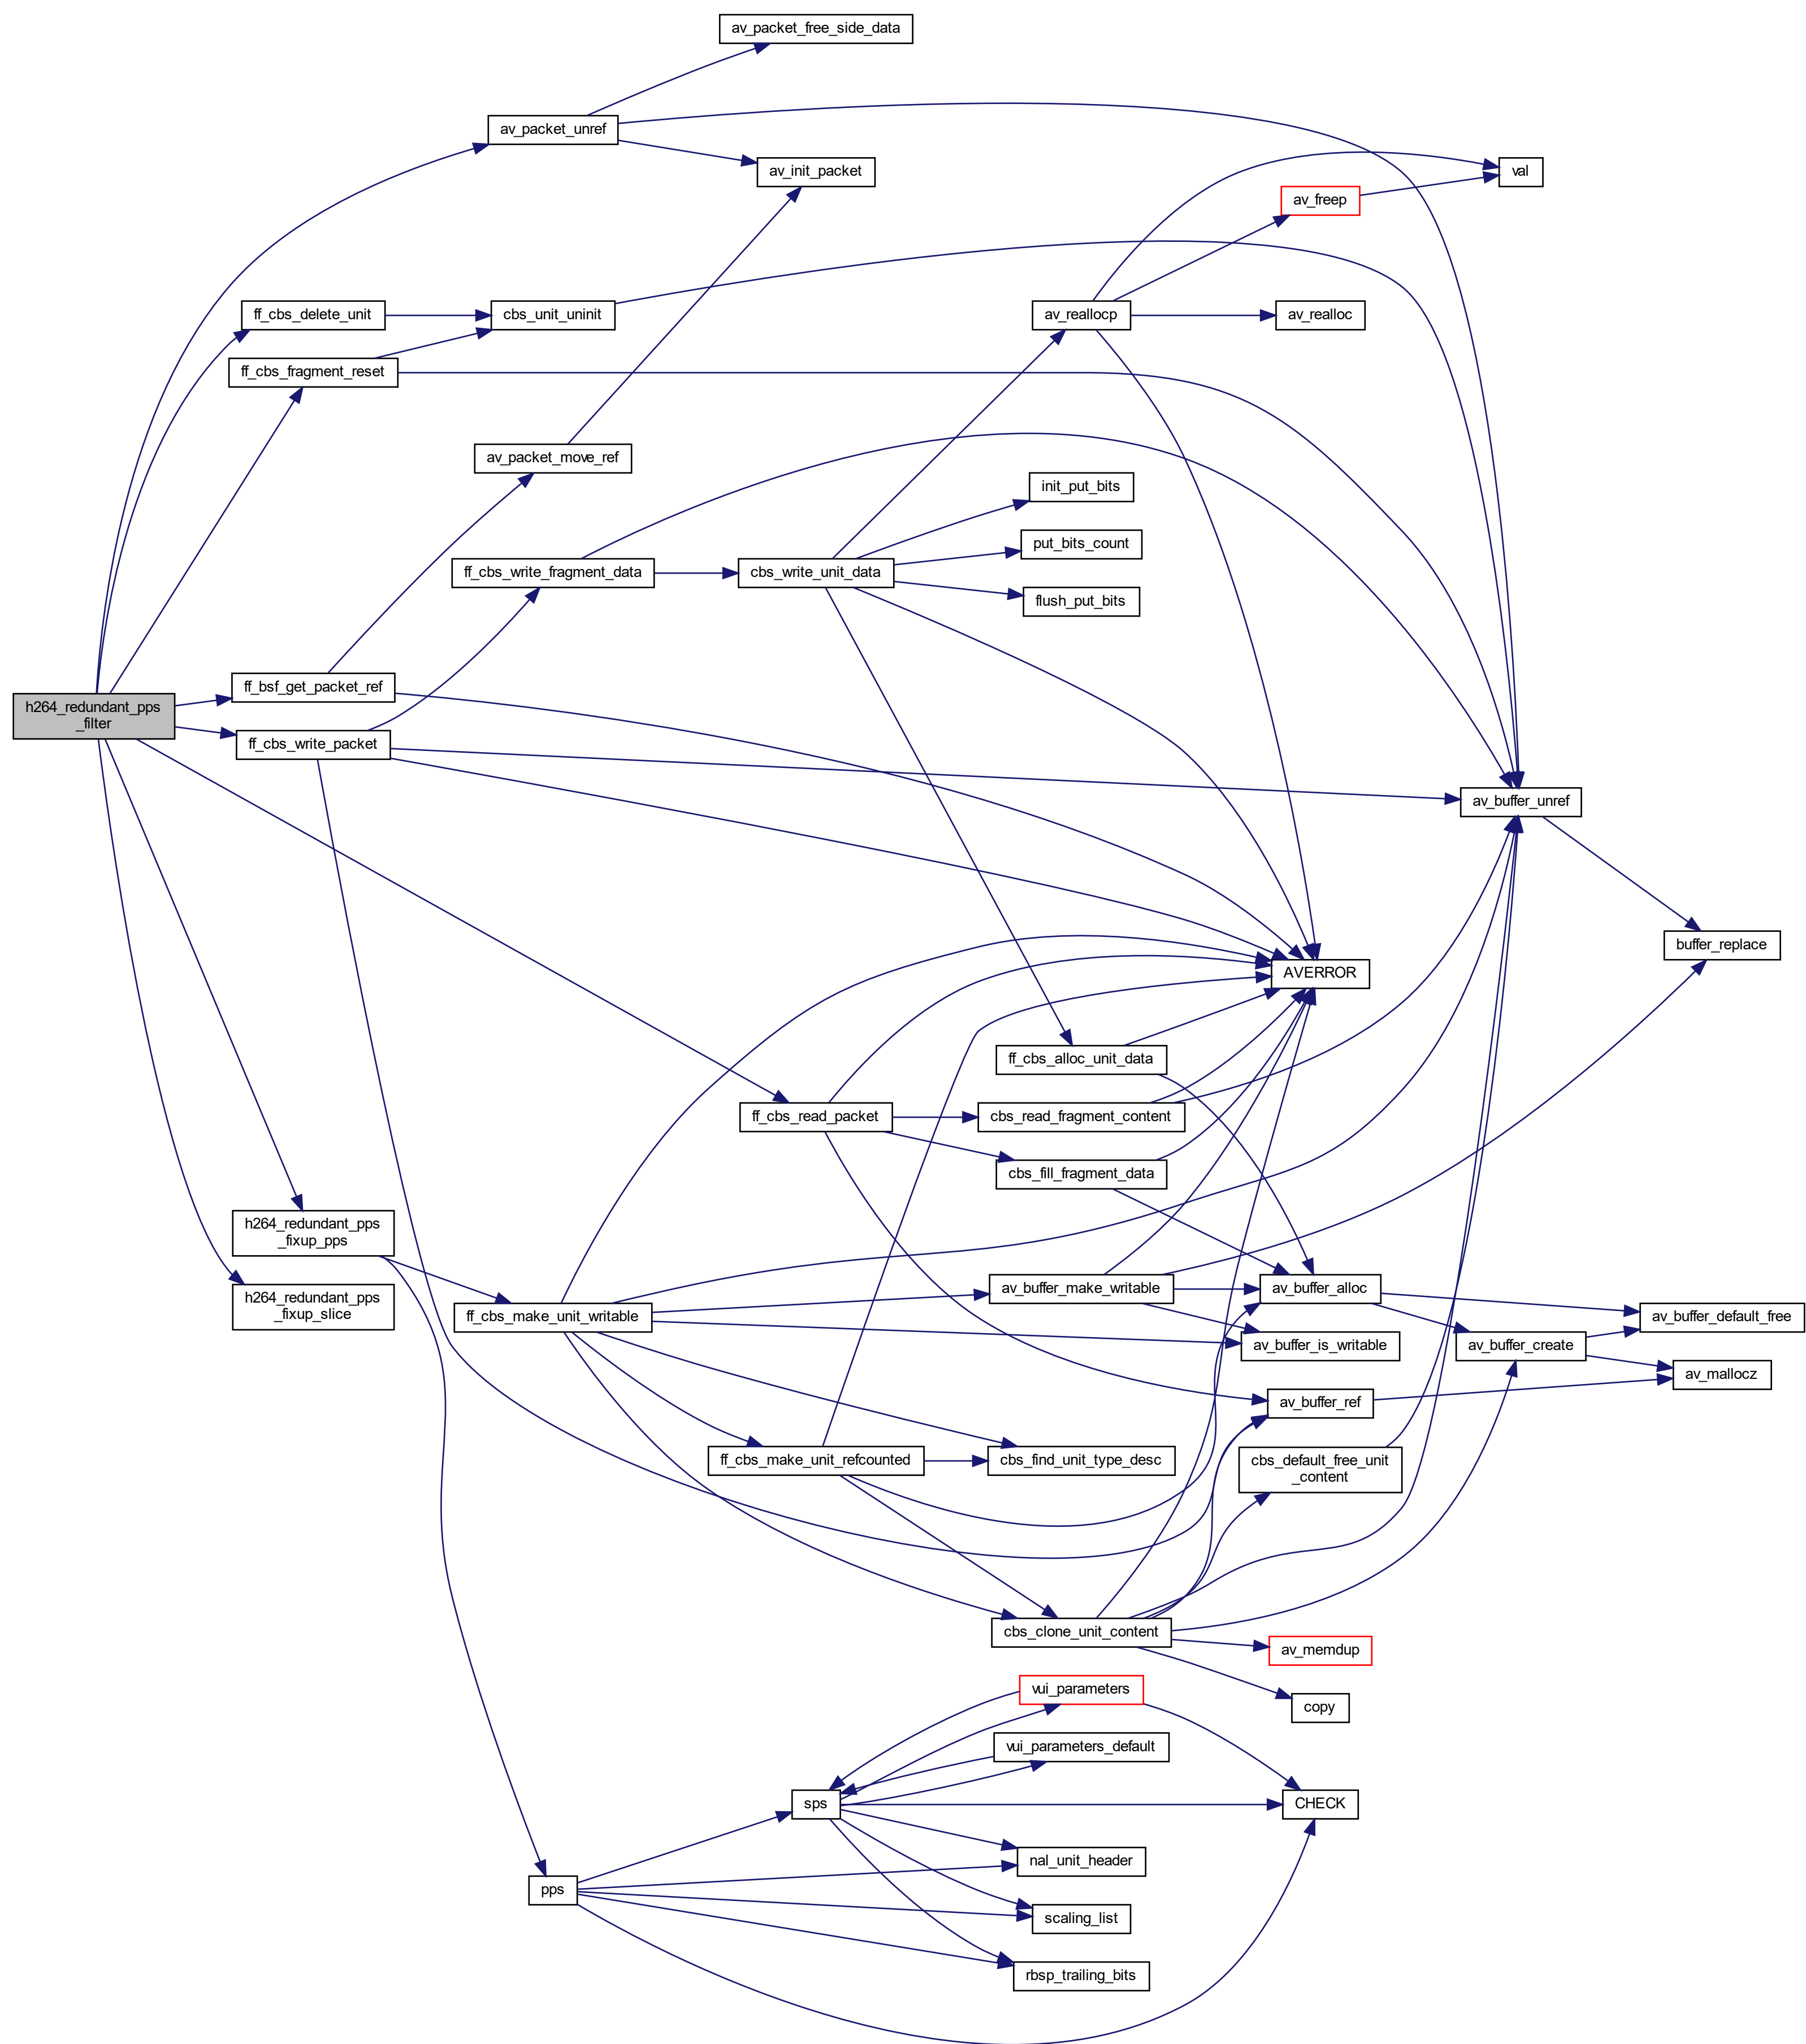 av_packet_free_side_data
av_packet_unref
av_init_packet
val
av_freep
ff_cbs_delete_unit
cbs_unit_uninit
av_reallocp
av_realloc
ff_cbs_fragment_reset
av_packet_move_ref
init_put_bits
put_bits_count
ff_cbs_write_fragment_data
cbs_write_unit_data
flush_put_bits
ff_bsf_get_packet_ref
h264_redundant_pps
_filter
ff_cbs_write_packet
av_buffer_unref
buffer_replace
AVERROR
ff_cbs_alloc_unit_data
ff_cbs_read_packet
cbs_read_fragment_content
cbs_fill_fragment_data
h264_redundant_pps
_fixup_pps
av_buffer_make_writable
av_buffer_alloc
h264_redundant_pps
_fixup_slice
ff_cbs_make_unit_writable
av_buffer_default_free
av_buffer_is_writable
av_buffer_create
av_mallocz
av_buffer_ref
ff_cbs_make_unit_refcounted
cbs_find_unit_type_desc
cbs_default_free_unit
_content
cbs_clone_unit_content
av_memdup
vui_parameters
copy
vui_parameters_default
sps
CHECK
nal_unit_header
pps
scaling_list
rbsp_trailing_bits